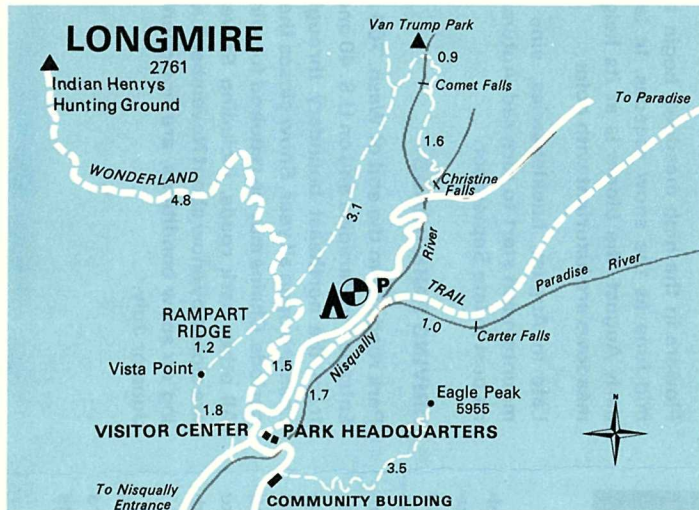 LONGMIRE
2761
Indian Henrys
Hunting Ground
Van Trump Park
0.9
Comet Falls
To Paradise
WONDERLAND
4.8
1.6
Christine
Falls
3.1
River
P
TRAIL
Paradise River
RAMPART
RIDGE
1.2
1.0
Carter Falls
Vista Point
1.5
Nisqually
1.7
Eagle Peak
5955
1.8
VISITOR CENTER
PARK HEADQUARTERS
3.5
To Nisqually
Entrance
COMMUNITY BUILDING